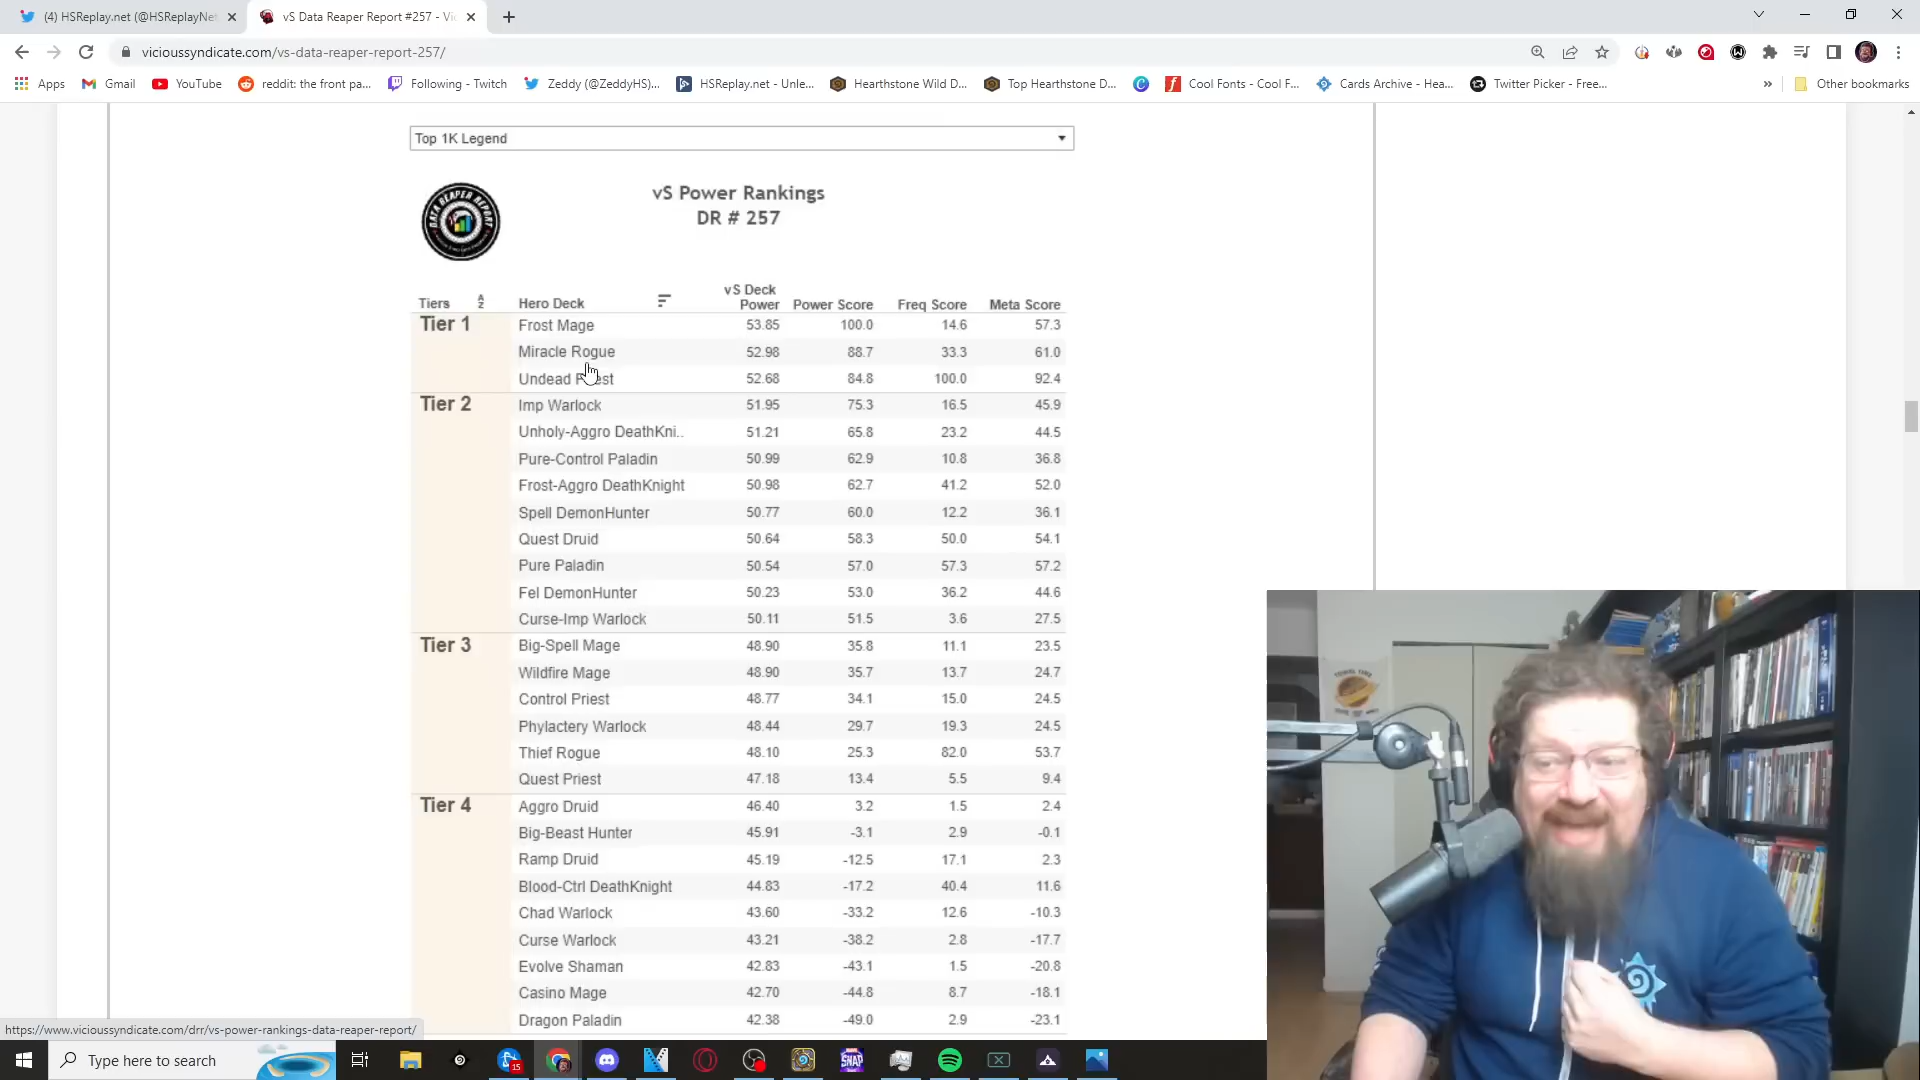 (4) HSReplay.net (@HSReplayNet
vS Data Reaper Report #257 - Vi
vicioussyndicate.com/vs-data-reaper-report-257/
Apps Gmail YouTube reddit: the front pa... Following - Twitch Zeddy (@ZeddyHS)... HSReplay.net - Unle... Hearthstone Wild D... Top Hearthstone D... Cool Fonts - Cool F... Cards Archive - Hea... Twitter Picker - Free... » Other bookmarks
Top 1K Legend
DATA REAPER REPORT
vS Power Rankings
DR # 257
Tiers Hero Deck vS Deck Power Power Score Freq Score Meta Score
Tier 1 Frost Mage 53.85 100.0 14.6 57.3
Miracle Rogue 52.98 88.7 33.3 61.0
Undead 52.68 84.8 100.0 92.4
Tier 2 Imp Warlock 51.95 75.3 16.5 45.9
Unholy-Aggro DeathKni.. 51.21 65.8 23.2 44.5
Pure-Control Paladin 50.99 62.9 10.8 36.8
Frost-Aggro DeathKnight 50.98 62.7 41.2 52.0
Spell DemonHunter 50.77 60.0 12.2 36.1
Quest Druid 50.64 58.3 50.0 54.1
Pure Paladin 50.54 57.0 57.3 57.2
Fel DemonHunter 50.23 53.0 36.2 44.6
Curse-Imp Warlock 50.11 51.5 3.6 27.5
Tier 3 Big-Spell Mage 48.90 35.8 11.1 23.5
Wildfire Mage 48.90 35.7 13.7 24.7
Control Priest 48.77 34.1 15.0 24.5
Phylactery Warlock 48.44 29.7 19.3 24.5
Thief Rogue 48.10 25.3 82.0 53.7
Quest Priest 47.18 13.4 5.5 9.4
Tier 4 Aggro Druid 46.40 3.2 1.5 2.4
Big-Beast Hunter 45.91 -3.1 2.9 -0.1
Ramp Druid 45.19 -12.5 17.1 2.3
Blood-Ctrl DeathKnight 44.83 -17.2 40.4 11.6
Chad Warlock 43.60 -33.2 12.6 -10.3
Curse Warlock 43.21 -38.2 2.8 -17.7
Evolve Shaman 42.83 -43.1 1.5 -20.8
Casino Mage 42.70 -44.8 8.7 -18.1
Dragon Paladin 42.38 -49.0 2.9 -23.1
https://www.vicioussyndicate.com/drr/vs-power-rankings-data-reaper-report/
Type here to search
15
SNAP